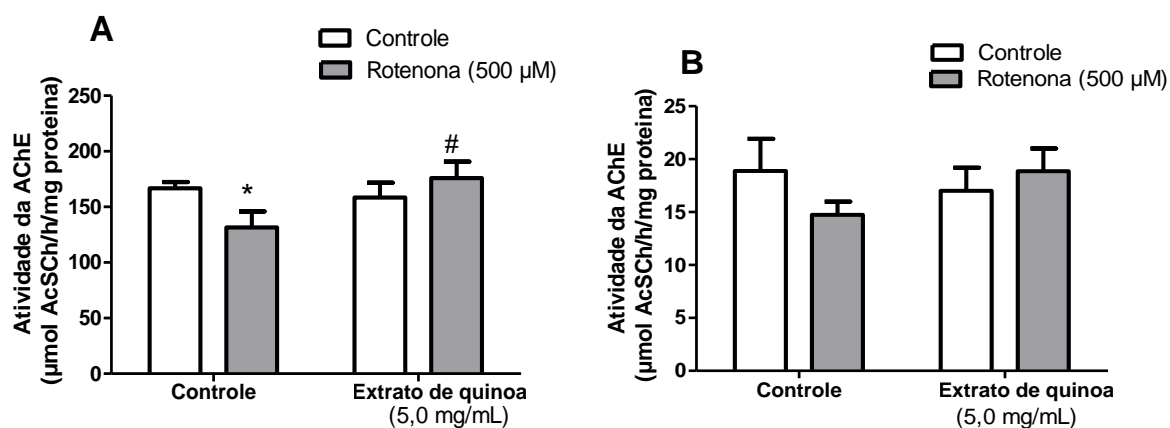 A
Controle
Rotenona (500 µM)
Atividade da AChE
(µmol AcSCh/h/mg proteina)
250
200
150
100
50
0
*
#
Controle
Extrato de quinoa
(5,0 mg/mL)
B
Controle
Rotenona (500 µM)
Atividade da AChE
(µmol AcSCh/h/mg proteina)
25
20
15
10
5
0
Controle
Extrato de quinoa
(5,0 mg/mL)